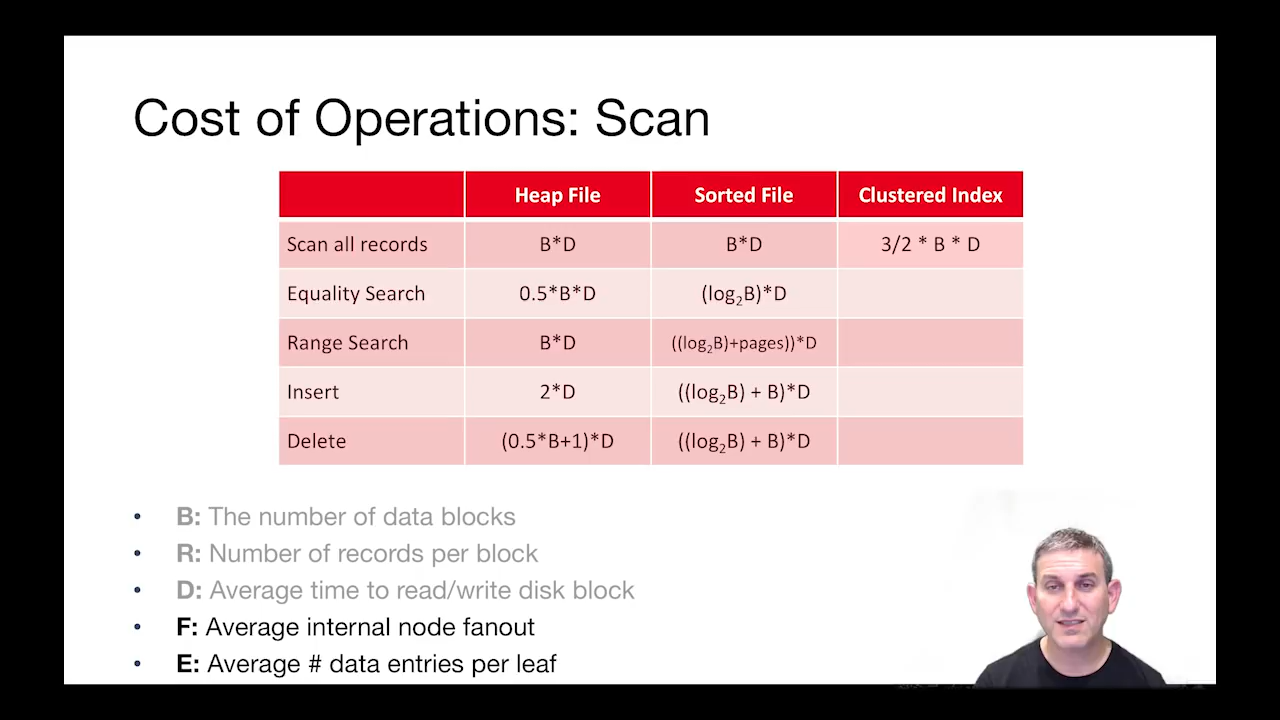 Cost of Operations: Scan
Heap File Sorted File Clustered Index
Scan all records B*D B*D 3/2 * B * D
Equality Search 0.5*B*D (log₂B)*D
Range Search B*D ((log₂B)+pages))*D
Insert 2*D ((log₂B) + B)*D
Delete (0.5*B+1)*D ((log₂B) + B)*D
• B: The number of data blocks
• R: Number of records per block
• D: Average time to read/write disk block
• F: Average internal node fanout
• E: Average # data entries per leaf